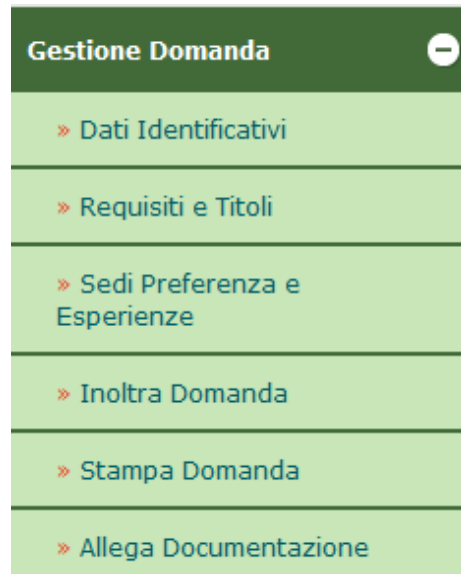 Gestione Domanda
» Dati Identificativi
» Requisiti e Titoli
» Sedi Preferenza e
Esperienze
» Inoltra Domanda
» Stampa Domanda
» Allega Documentazione